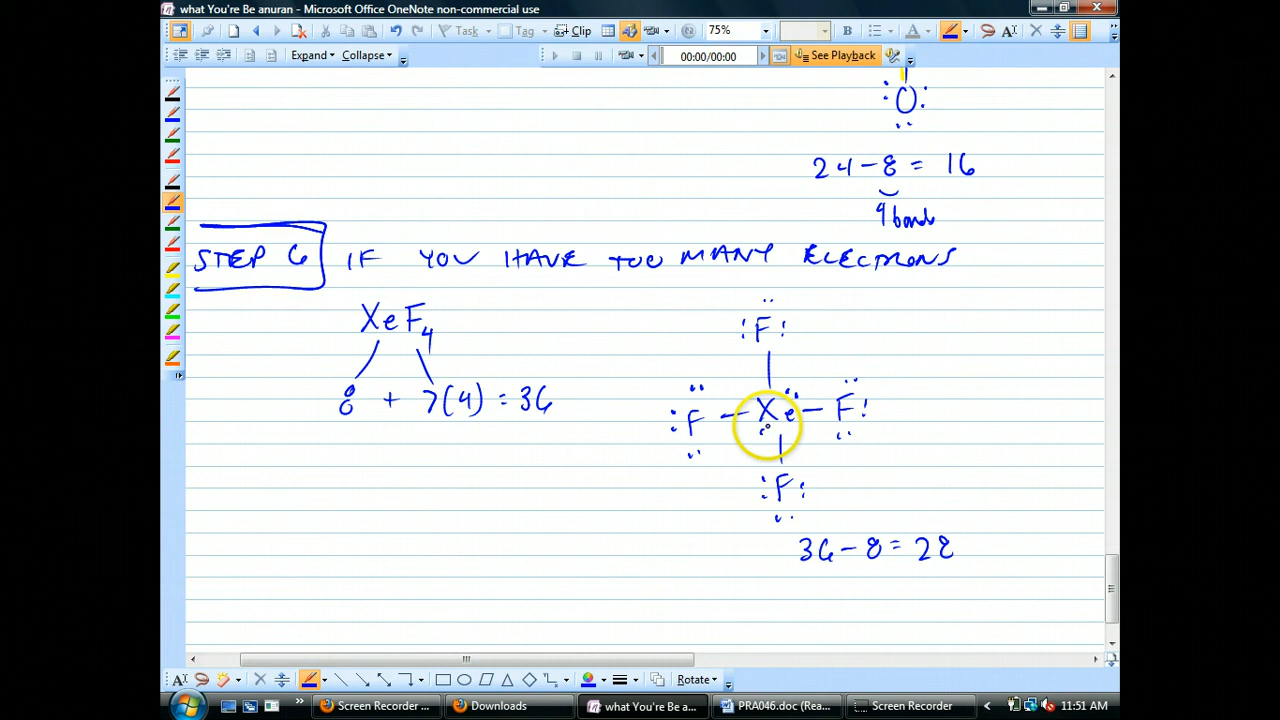 what You're Be anuran - Microsoft Office OneNote non-commercial use
Task Tag Clip 75% B A
Expand Collapse 00:00/00:00 See Playback
:O:
24-8 = 16
4 bonds
STEP 6 IF YOU HAVE TOO MANY ELECTRONS
XeF4
8 + 7(4) = 36
:F:
:F - Xe - F:
:F:
36-8=28
Rotate
Screen Recorder ... Downloads what You're Be a... PRA046.doc (Rea... Screen Recorder 11:51 AM